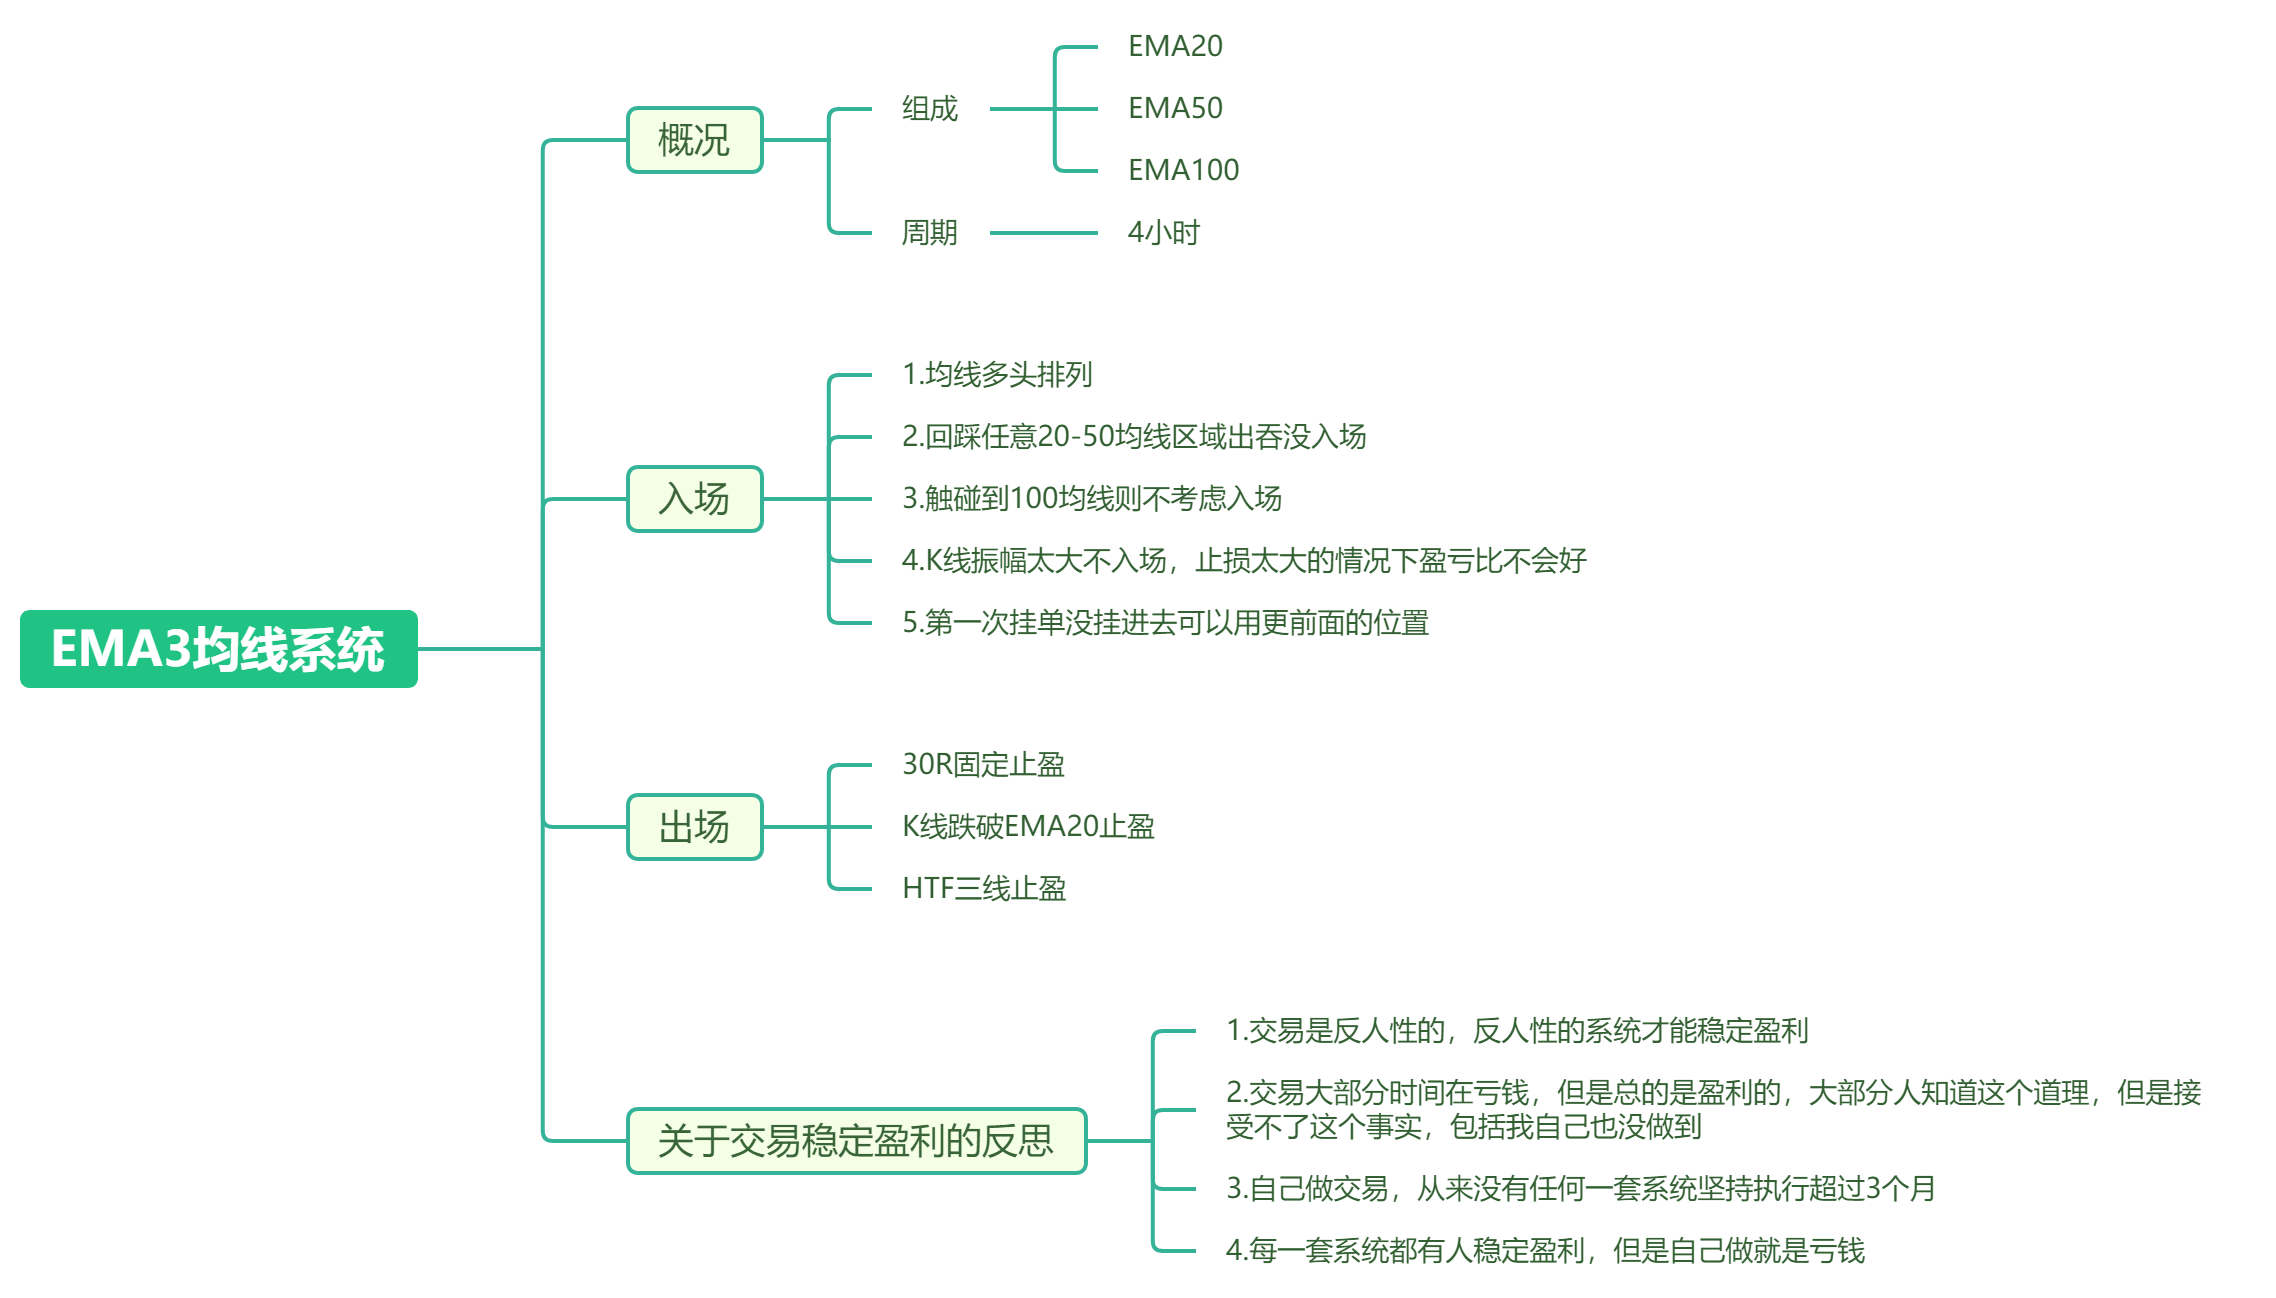 EMA3均线系统
概况
组成
EMA20
EMA50
EMA100
周期
4小时
入场
1.均线多头排列
2.回踩任意20-50均线区域出吞没入场
3.触碰到100均线则不考虑入场
4.K线振幅太大不入场，止损太大的情况下盈亏比不会好
5.第一次挂单没挂进去可以用更前面的位置
出场
30R固定止盈
K线跌破EMA20止盈
HTF三线止盈
关于交易稳定盈利的反思
1.交易是反人性的，反人性的系统才能稳定盈利
2.交易大部分时间在亏钱，但是总的是盈利的，大部分人知道这个道理，但是接
受不了这个事实，包括我自己也没做到
3.自己做交易，从来没有任何一套系统坚持执行超过3个月
4.每一套系统都有人稳定盈利，但是自己做就是亏钱